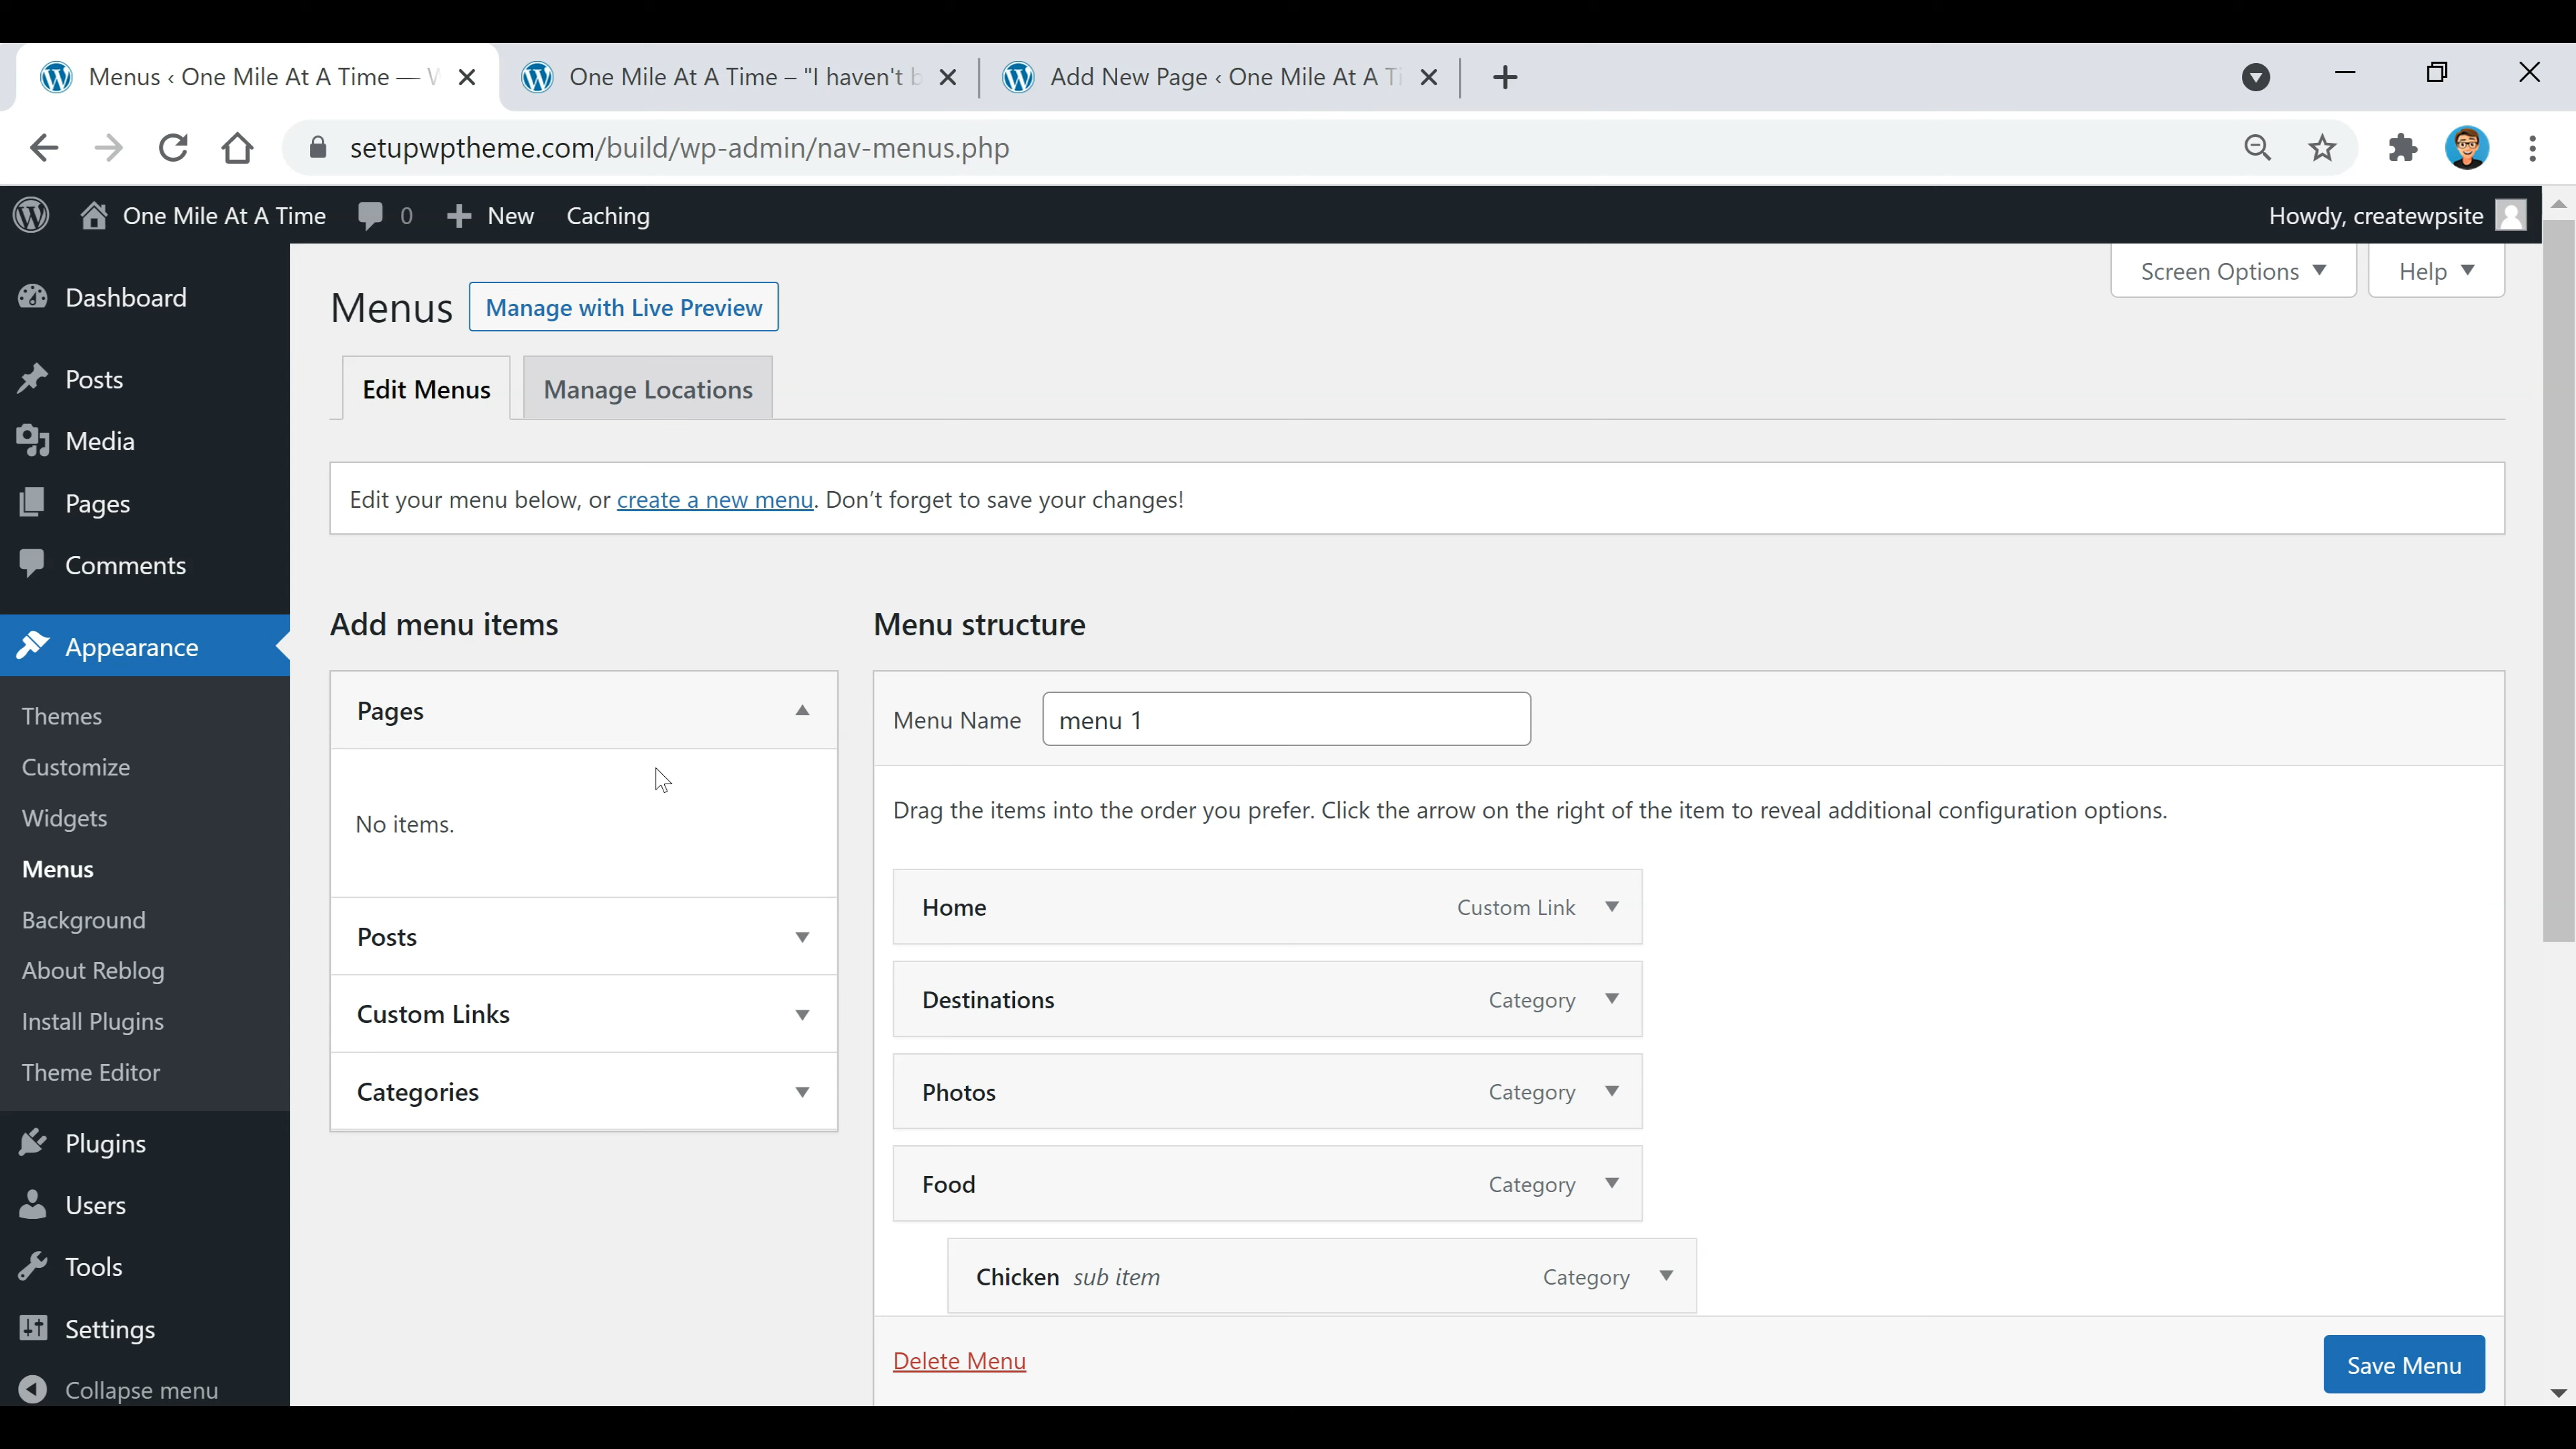 Menus ‹ One Mile At A Time —
One Mile At A Time – "I haven't b
Add New Page ‹ One Mile At A Ti
setupwptheme.com/build/wp-admin/nav-menus.php
One Mile At A Time
0
New
Caching
Howdy, createwpsite
Screen Options
Help
Dashboard
Posts
Media
Pages
Comments
Appearance
Themes
Customize
Widgets
Menus
Background
About Reblog
Install Plugins
Theme Editor
Plugins
Users
Tools
Settings
Collapse menu
Menus
Manage with Live Preview
Edit Menus
Manage Locations
Edit your menu below, or create a new menu. Don't forget to save your changes!
Add menu items
Pages
No items.
Posts
Custom Links
Categories
Menu structure
Menu Name
menu 1
Drag the items into the order you prefer. Click the arrow on the right of the item to reveal additional configuration options.
Home Custom Link
Destinations Category
Photos Category
Food Category
Chicken sub item Category
Delete Menu
Save Menu